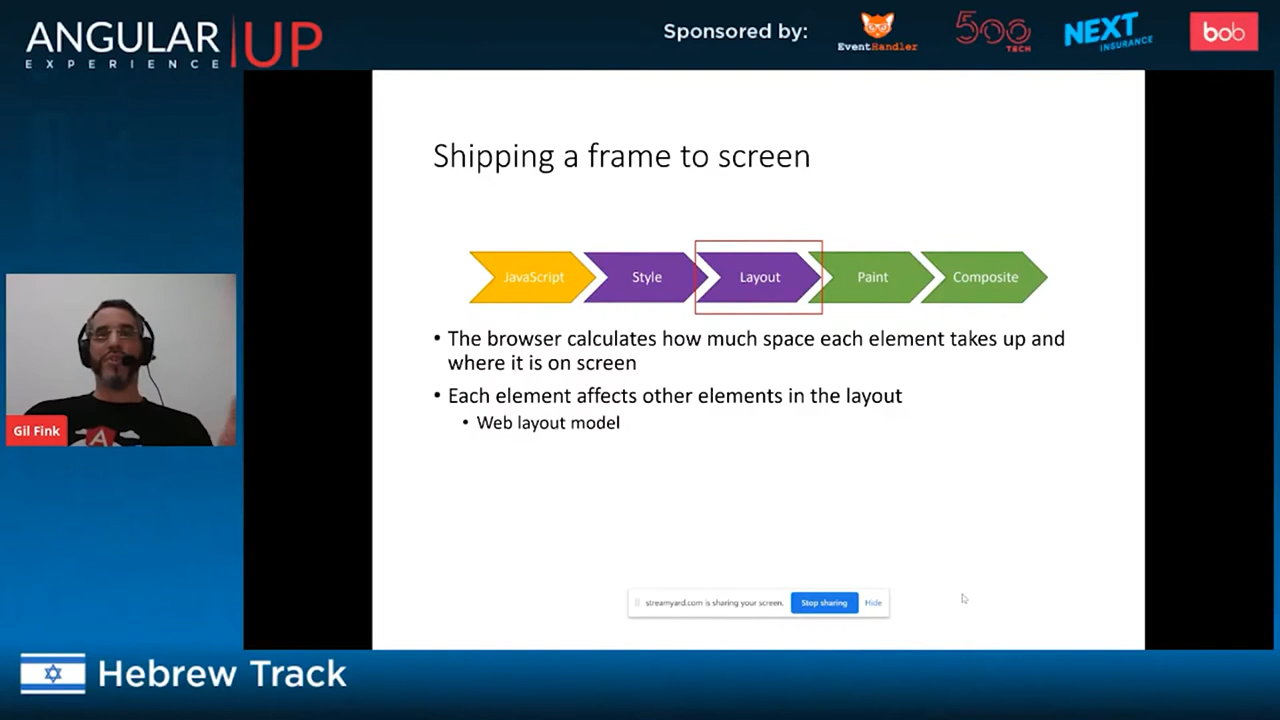 ANGULAR UP
EXPERIENCE
Sponsored by:
EventHandler
500
TECH
NEXT
INSURANCE
bob
Shipping a frame to screen
JavaScript
Style
Layout
Paint
Composite
• The browser calculates how much space each element takes up and
where it is on screen
• Each element affects other elements in the layout
• Web layout model
Gil Fink
A
streamyard.com is sharing your screen.
Stop sharing
Hide
Hebrew Track